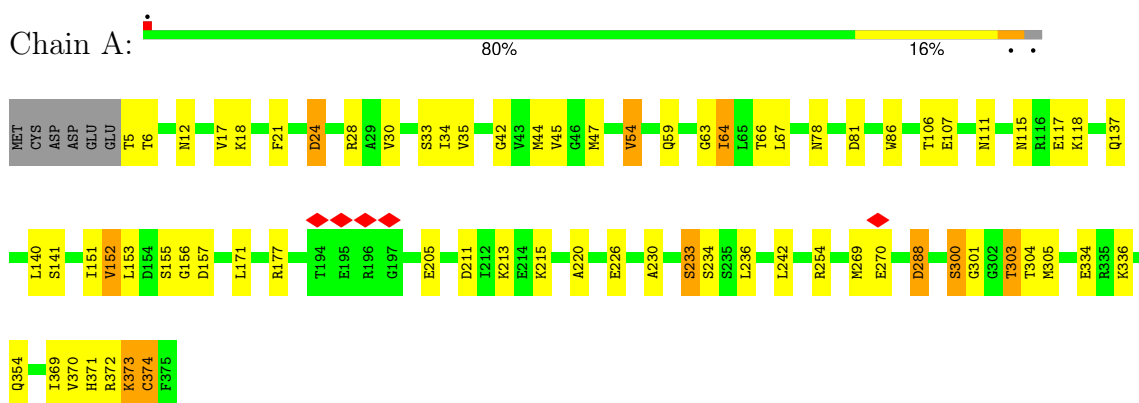 Chain A:
•
80% 16% • •
MET CYS ASP ASP GLU GLU T5 T6 N12 V17 K18 F21 D24 R28 A29 V30 S33 I34 V35 G42 V43 M44 V45 G46 M47 V54 Q59 G63 I64 L65 T66 L67 N78 D81 W86 T106 E107 N111 N115 R116 E117 K118 Q137
L140 S141 I151 V152 L153 D154 S155 G156 D157 L171 R177 T194 E195 R196 G197 E205 D211 I212 K213 E214 K215 A220 E226 A230 S233 S234 S235 L236 L242 R254 M269 E270 D288 S300 G301 G302 T303 T304 M305 E334 R335 K336
Q354 I369 V370 H371 R372 K373 C374 F375